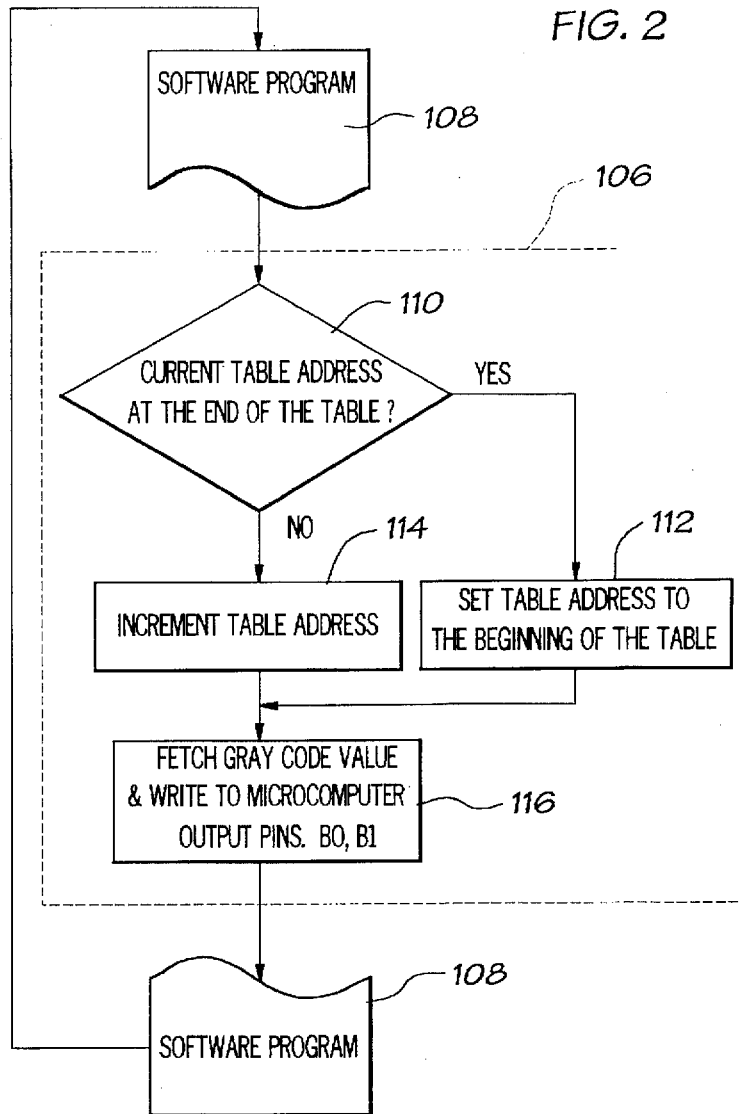 FIG. 2
SOFTWARE PROGRAM
108
106
110
CURRENT TABLE ADDRESS
AT THE END OF THE TABLE ?
YES
NO
114
112
INCREMENT TABLE ADDRESS
SET TABLE ADDRESS TO
THE BEGINNING OF THE TABLE
FETCH GRAY CODE VALUE
& WRITE TO MICROCOMPUTER
OUTPUT PINS. B0, B1
116
108
SOFTWARE PROGRAM